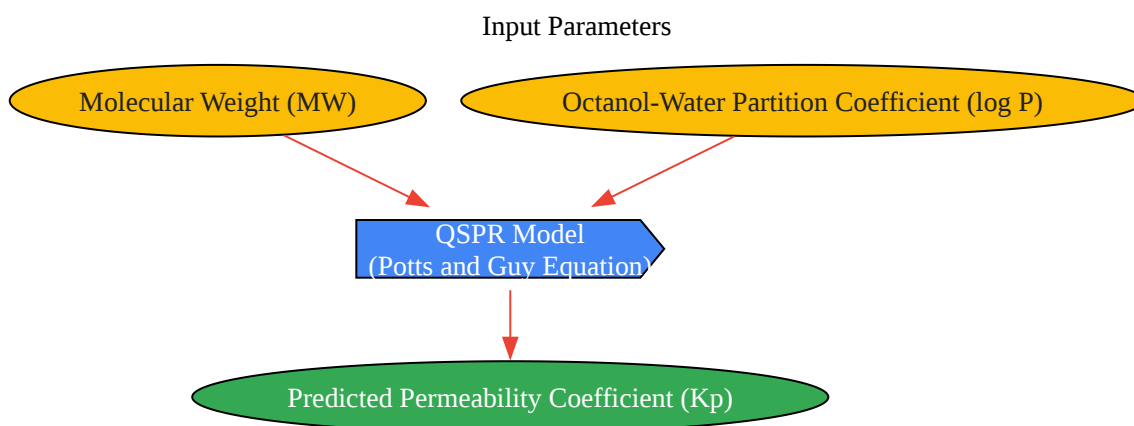 Input Parameters
Molecular Weight (MW)
Octanol-Water Partition Coefficient (log P)
QSPR Model
(Potts and Guy Equation)
Predicted Permeability Coefficient (Kp)